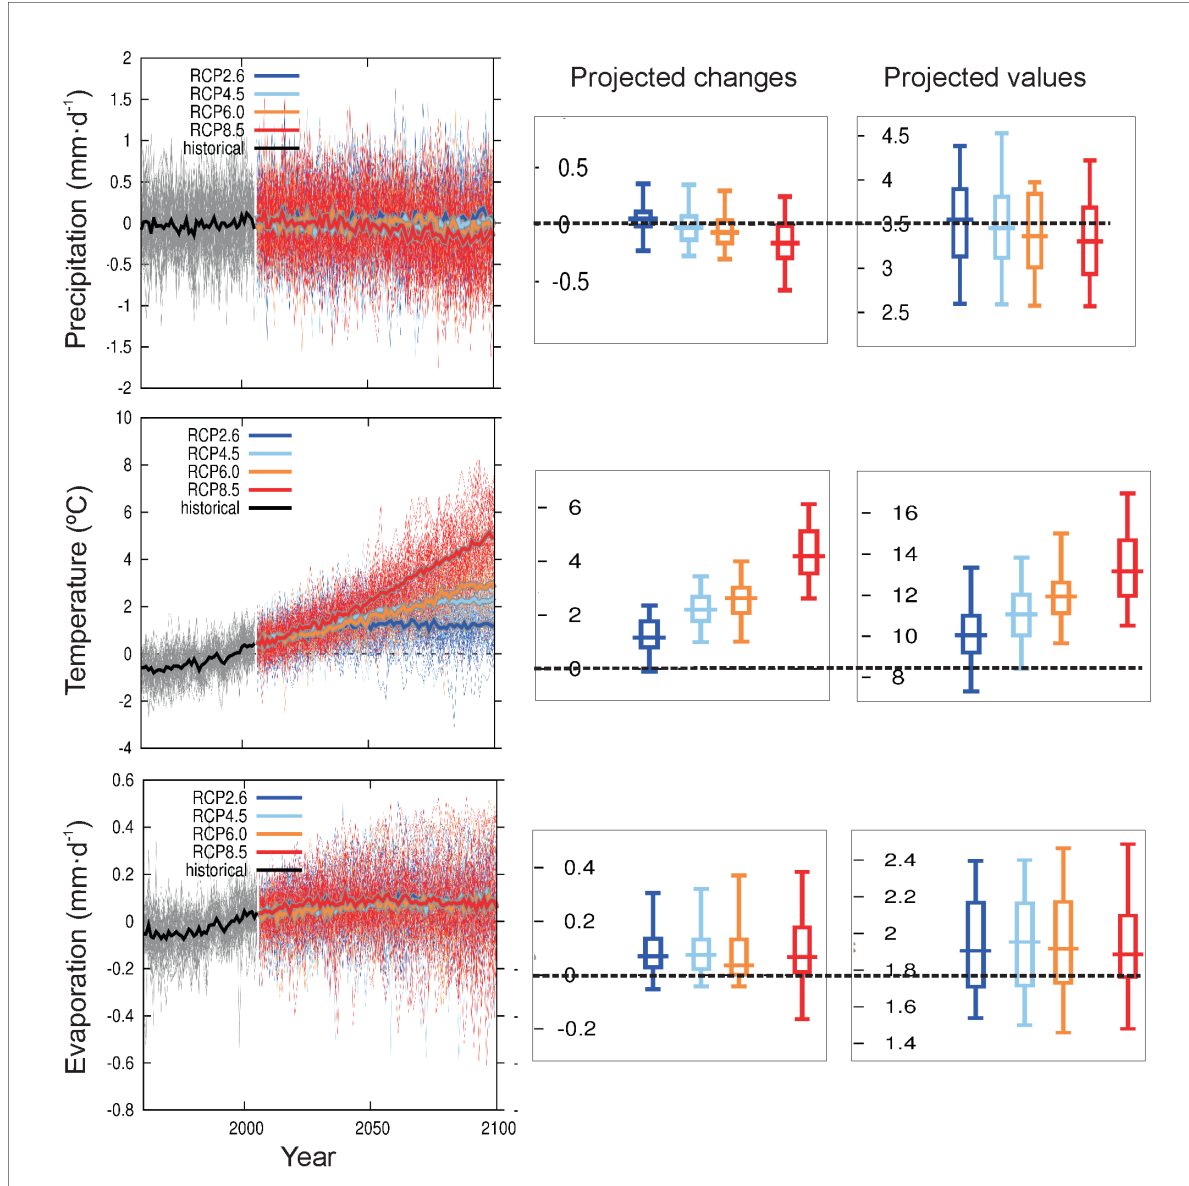 Projected changes
Projected values
Precipitation (mm·d⁻¹)
2
1.5
1
0.5
0
-0.5
-1
-1.5
-2
RCP2.6
RCP4.5
RCP6.0
RCP8.5
historical
0.5
0
-0.5
4.5
4
3.5
3
2.5
Temperature (ºC)
10
8
6
4
2
0
-2
-4
RCP2.6
RCP4.5
RCP6.0
RCP8.5
historical
6
4
2
0
16
14
12
10
8
Evaporation (mm·d⁻¹)
0.6
0.4
0.2
0
-0.2
-0.4
-0.6
-0.8
RCP2.6
RCP4.5
RCP6.0
RCP8.5
historical
2000
2050
2100
Year
0.4
0.2
0
-0.2
2.4
2.2
2
1.8
1.6
1.4